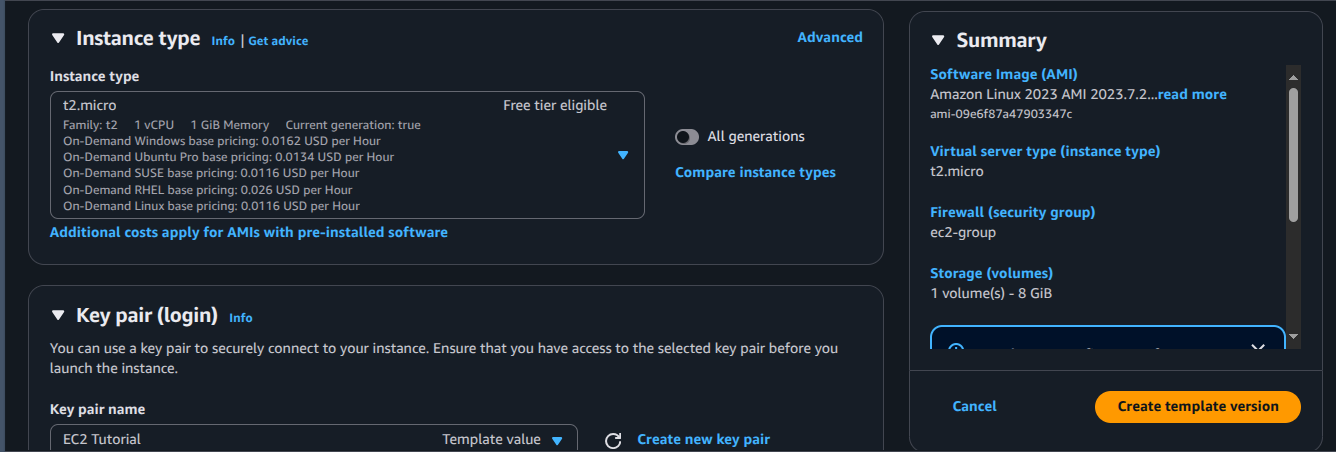 Instance type Info | Get advice
Advanced
Instance type
t2.micro
Free tier eligible
Family: t2 1 vCPU 1 GiB Memory Current generation: true
On-Demand Windows base pricing: 0.0162 USD per Hour
On-Demand Ubuntu Pro base pricing: 0.0134 USD per Hour
On-Demand SUSE base pricing: 0.0116 USD per Hour
On-Demand RHEL base pricing: 0.026 USD per Hour
On-Demand Linux base pricing: 0.0116 USD per Hour
All generations
Compare instance types
Additional costs apply for AMIs with pre-installed software
Key pair (login) Info
You can use a key pair to securely connect to your instance. Ensure that you have access to the selected key pair before you
launch the instance.
Key pair name
EC2 Tutorial
Template value
Create new key pair
Summary
Software Image (AMI)
Amazon Linux 2023 AMI 2023.7.2...read more
ami-09e6f87a47903347c
Virtual server type (instance type)
t2.micro
Firewall (security group)
ec2-group
Storage (volumes)
1 volume(s) - 8 GiB
Cancel
Create template version